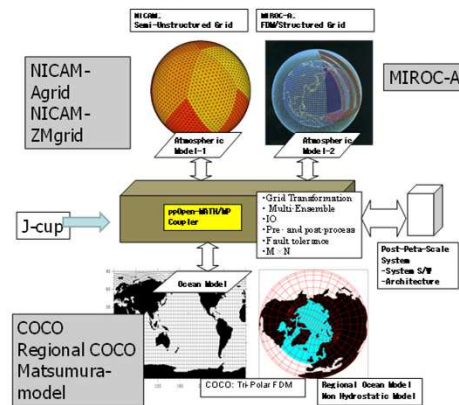 NICAM.
Semi-Unstructured Grid
MIROC-A.
FDM/Structured Grid
NICAM-
Agrid
NICAM-
ZMgrid
MIROC-A
Atmospheric
Model-1
Atmospheric
Model-2
J-cup
ppOpen-MATH/MP
Coupler
・Grid Transformation
・Multi-Ensemble
・IO
・Pre- and post-process
・Fault tolerance
・M×N
Post-Peta-Scale
System
-System S/W
-Architecture
Ocean Model
COCO
Regional COCO
Matsumura-
model
COCO: Tri-Polar FDM
Regional Ocean Model
Non Hydrostatic Model